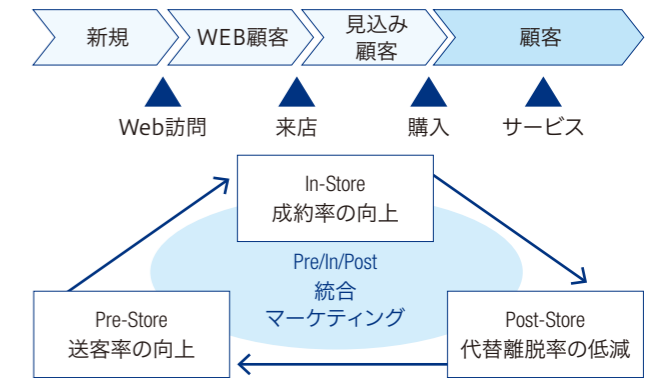 新規
WEB顧客
見込み
顧客
顧客
Web訪問
来店
購入
サービス
In-Store
成約率の向上
Pre/In/Post
統合
マーケティング
Pre-Store
送客率の向上
Post-Store
代替離脱率の低減